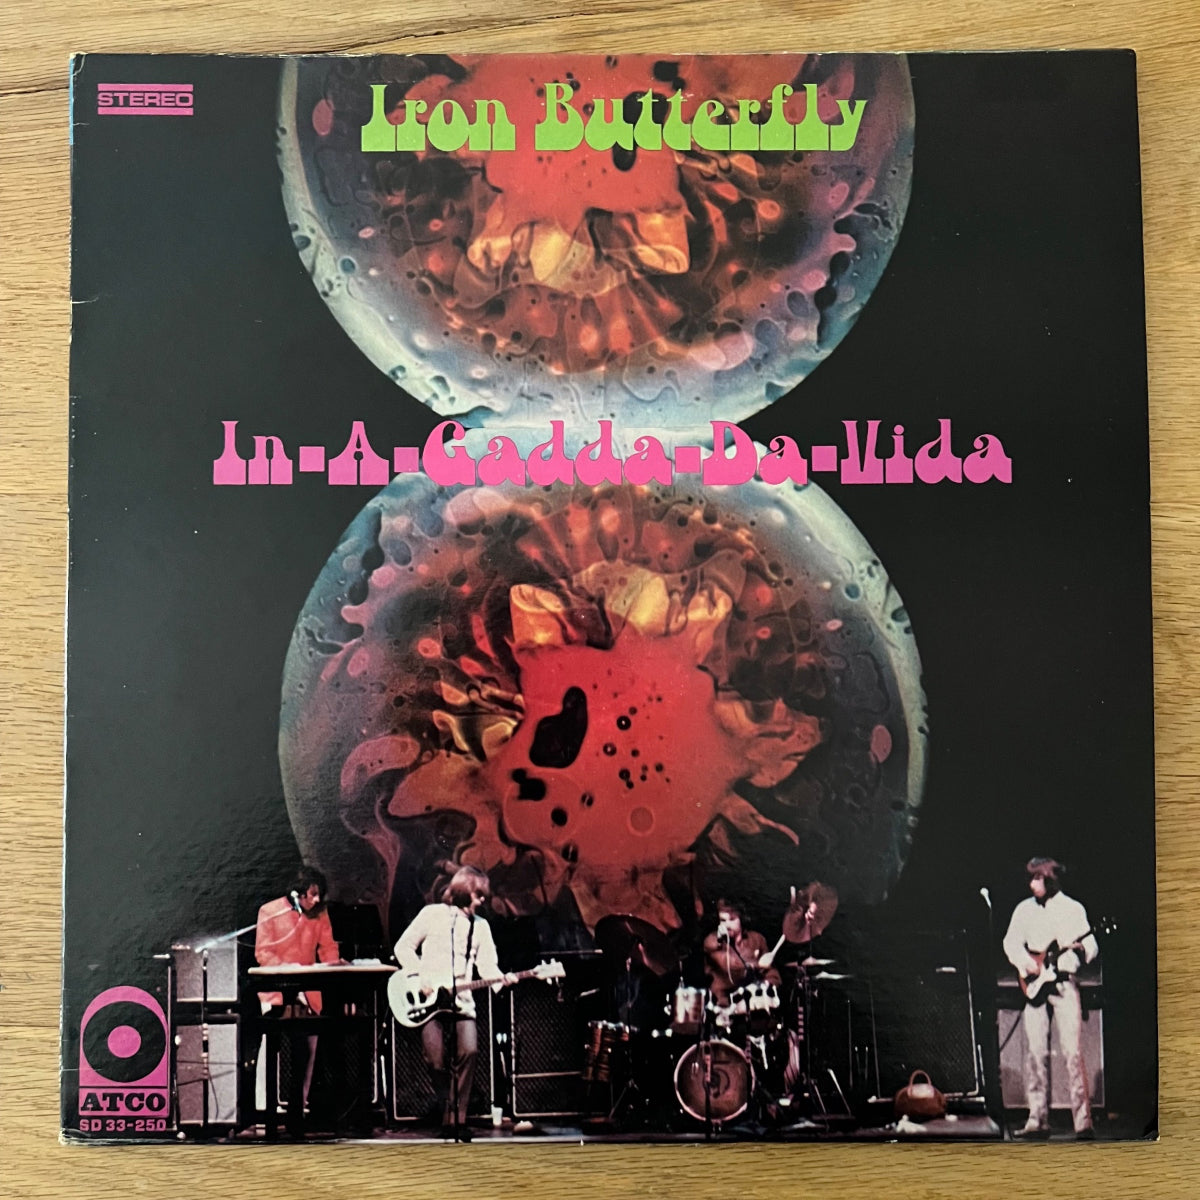 STEREO
Iron Butterfly
In-A-Gadda-Da-Vida
ATCO
SD 33-250